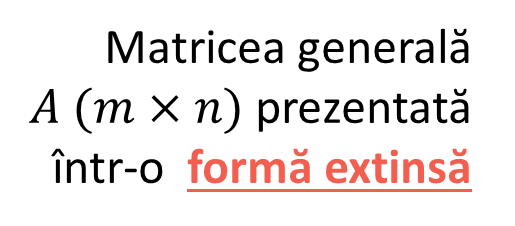 Matricea generală
A (m × n) prezentată
într-o formă extinsă